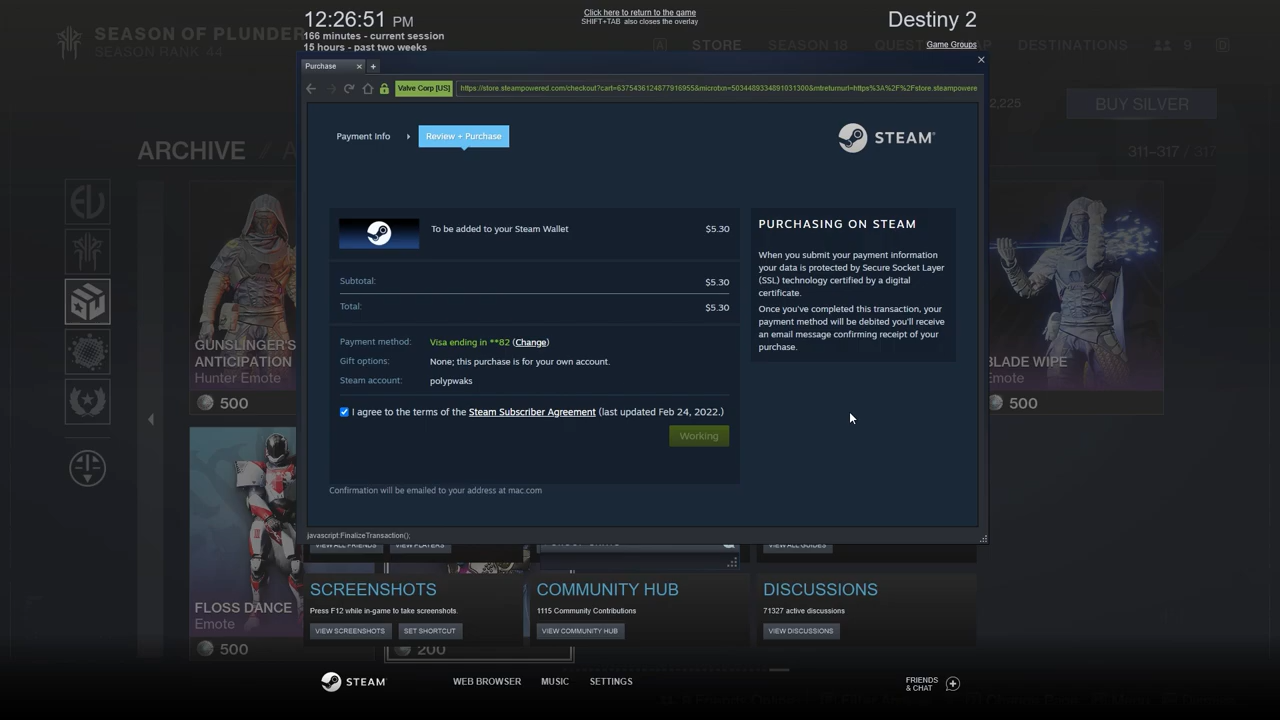 12:26:51 PM
166 minutes - current session
15 hours - past two weeks
Click here to return to the game
SHIFT+TAB also closes the overlay
Destiny 2
Game Groups
SEASON OF PLUNDER
SEASON RANK 44
STORE
SEASON 18
DESTINATIONS
9
Purchase
Valve Corp [US]
https://store.steampowered.com/checkout?cart=6375436124877916955&microtxn=5034489334891031300&mtreturnurl=https%3A%2F%2Fstore.steampowere
2,225
BUY SILVER
Payment Info
Review + Purchase
STEAM
ARCHIVE /
311–317 / 317
To be added to your Steam Wallet
$5.30
Subtotal:
$5.30
Total:
$5.30
Payment method:
Visa ending in **82 (Change)
Gift options:
None; this purchase is for your own account.
Steam account:
polypwaks
I agree to the terms of the Steam Subscriber Agreement (last updated Feb 24, 2022.)
Working
Confirmation will be emailed to your address at mac.com
PURCHASING ON STEAM
When you submit your payment information
your data is protected by Secure Socket Layer
(SSL) technology certified by a digital
certificate.
Once you've completed this transaction, your
payment method will be debited you'll receive
an email message confirming receipt of your
purchase.
GUNSLINGER'S
ANTICIPATION
Hunter Emote
500
BLADE WIPE
Emote
500
javascript:FinalizeTransaction();
VIEW ALL FRIENDS
VIEW PLAYERS
VIEW ALL GUIDES
FLOSS DANCE
Emote
500
200
SCREENSHOTS
Press F12 while in-game to take screenshots.
VIEW SCREENSHOTS
SET SHORTCUT
COMMUNITY HUB
1115 Community Contributions
VIEW COMMUNITY HUB
DISCUSSIONS
71327 active discussions
VIEW DISCUSSIONS
STEAM
WEB BROWSER
MUSIC
SETTINGS
FRIENDS
& CHAT